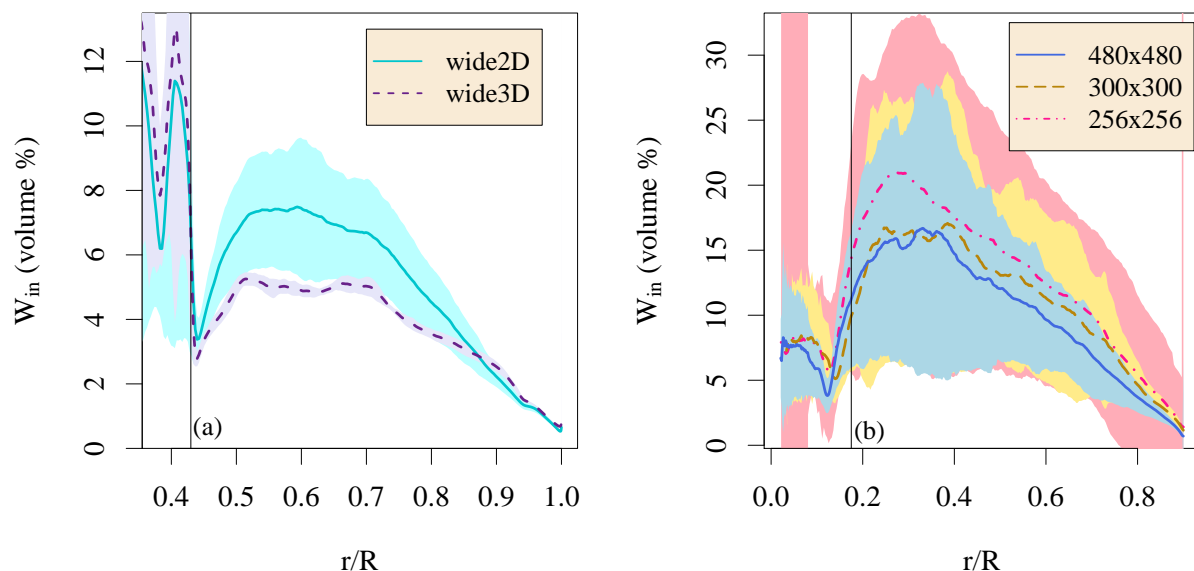 W_in (volume %)
0 2 4 6 8 10 12
wide2D
wide3D
(a)
0.4 0.5 0.6 0.7 0.8 0.9 1.0
r/R
W_in (volume %)
0 5 10 15 20 25 30
480x480
300x300
256x256
(b)
0.0 0.2 0.4 0.6 0.8
r/R